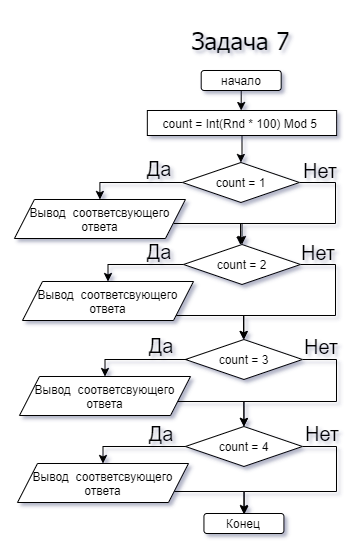 Задача 7
начало
count = Int(Rnd * 100) Mod 5
Да
count = 1
Нет
Вывод соответсвующего
ответа
Да
count = 2
Нет
Вывод соответсвующего
ответа
Да
count = 3
Нет
Вывод соответсвующего
ответа
Да
count = 4
Нет
Вывод соответсвующего
ответа
Конец